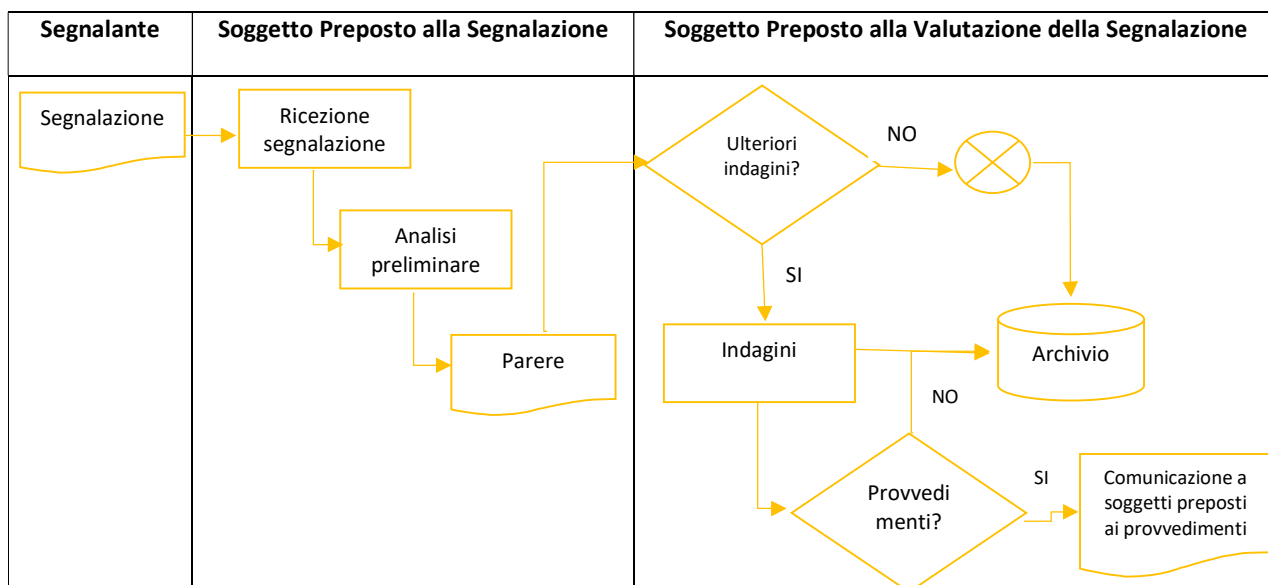 Segnalante
Soggetto Preposto alla Segnalazione
Soggetto Preposto alla Valutazione della Segnalazione
Segnalazione
Ricezione
segnalazione
Analisi
preliminare
Parere
Ulteriori
indagini?
NO
SI
Indagini
Archivio
NO
Provvedi
menti?
SI
Comunicazione a
soggetti preposti
ai provvedimenti